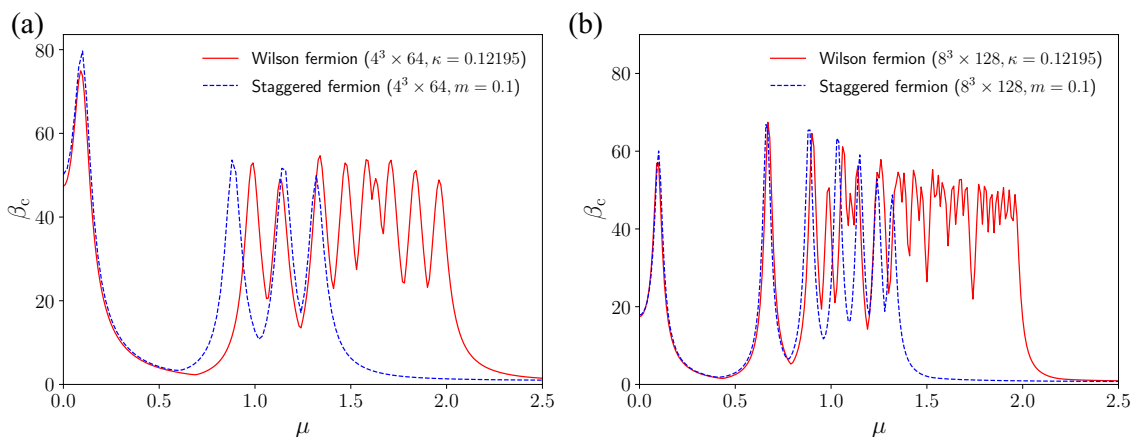 (a)
Wilson fermion (4³ × 64, κ = 0.12195)
Staggered fermion (4³ × 64, m = 0.1)
80
60
40
20
0
βc
0.0 0.5 1.0 1.5 2.0 2.5
μ
(b)
Wilson fermion (8³ × 128, κ = 0.12195)
Staggered fermion (8³ × 128, m = 0.1)
80
60
40
20
0
βc
0.0 0.5 1.0 1.5 2.0 2.5
μ